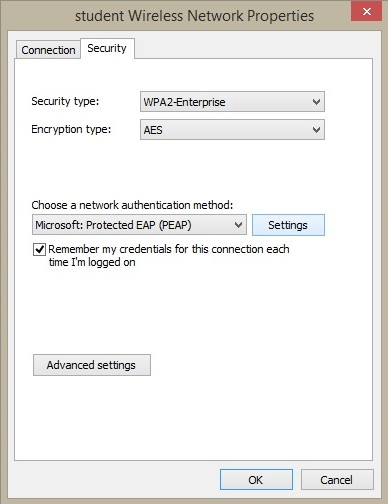 student Wireless Network Properties
Connection
Security
Security type:
WPA2-Enterprise
Encryption type:
AES
Choose a network authentication method:
Microsoft: Protected EAP (PEAP)
Settings
Remember my credentials for this connection each
time I'm logged on
Advanced settings
OK
Cancel